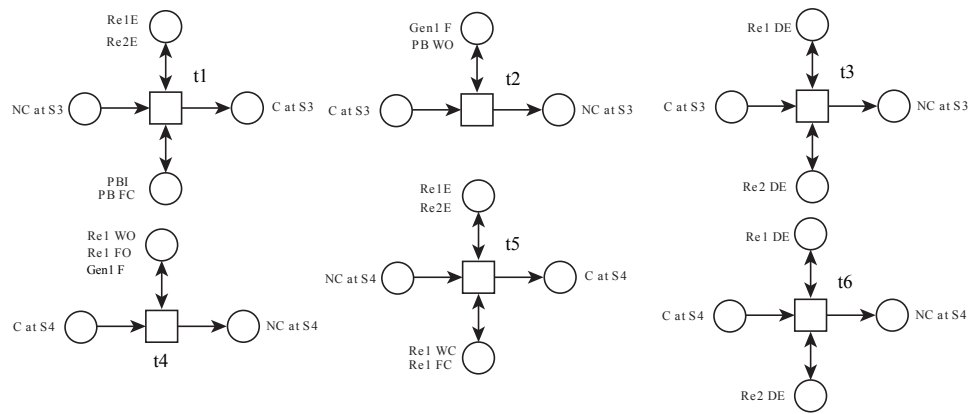 Re1E
Re2E
t1
NC at S3
C at S3
PBI
PB FC
Gen1 F
PB WO
t2
C at S3
NC at S3
Re1 DE
t3
C at S3
NC at S3
Re2 DE
Re1 WO
Re1 FO
Gen1 F
C at S4
NC at S4
t4
Re1E
Re2E
t5
NC at S4
C at S4
Re1 WC
Re1 FC
Re1 DE
t6
C at S4
NC at S4
Re2 DE